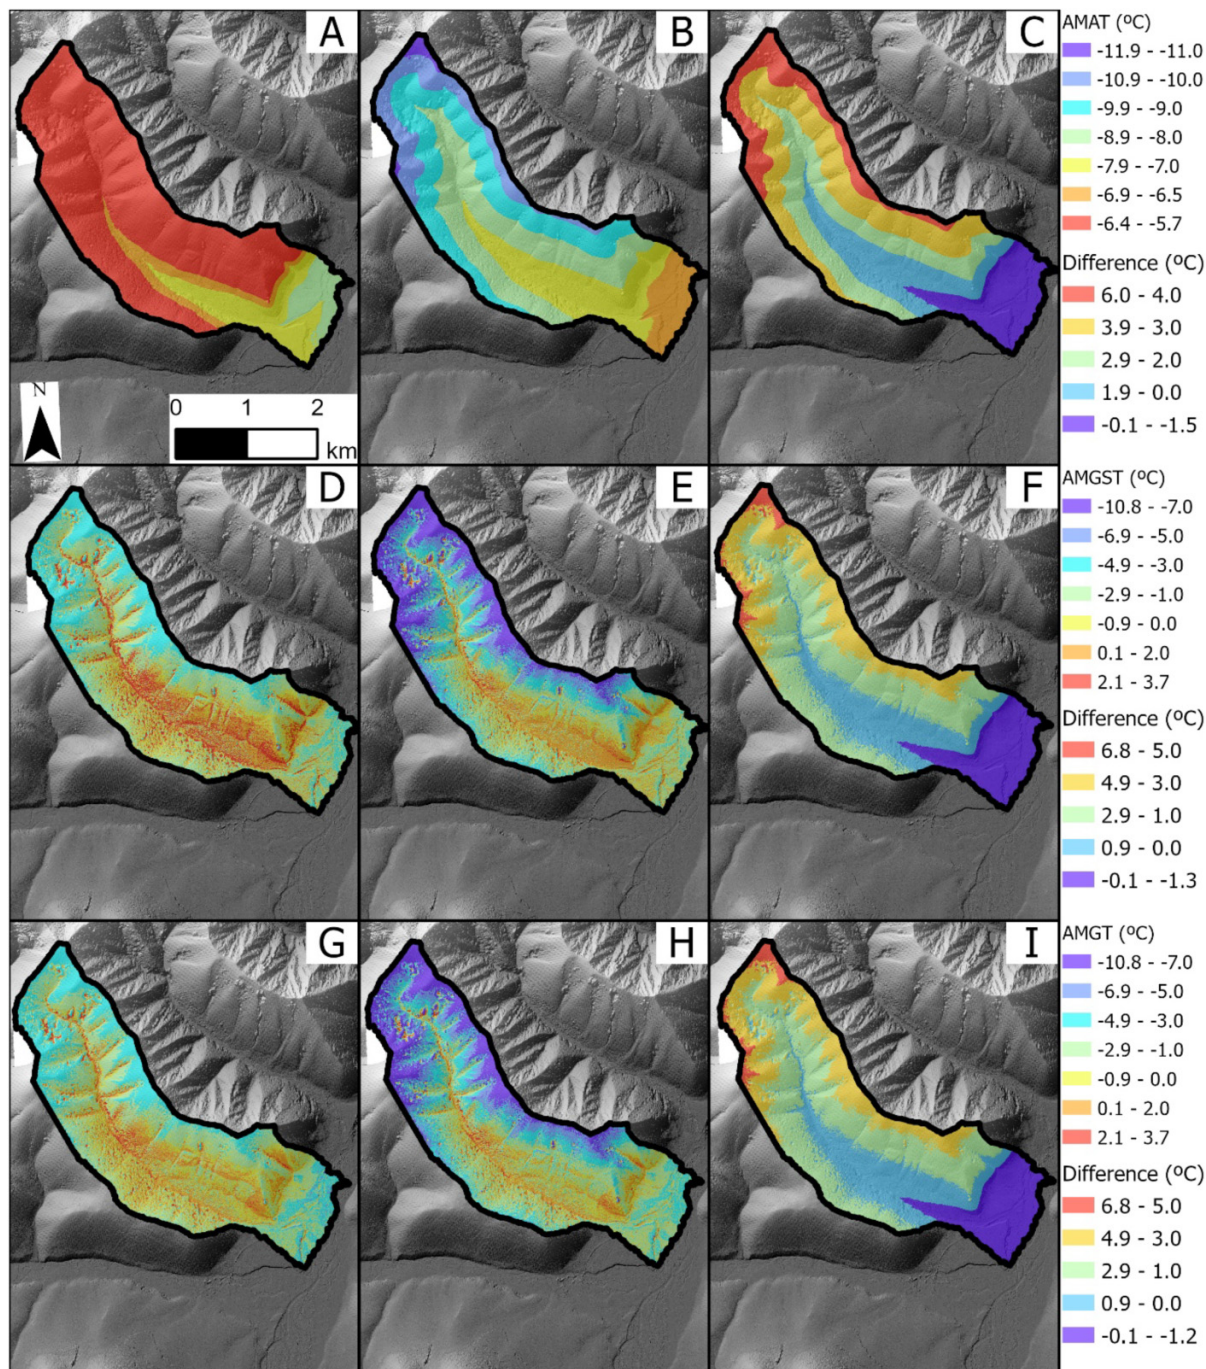 A
B
C
AMAT (ºC)
-11.9 - -11.0
-10.9 - -10.0
-9.9 - -9.0
-8.9 - -8.0
-7.9 - -7.0
-6.9 - -6.5
-6.4 - -5.7
Difference (ºC)
6.0 - 4.0
3.9 - 3.0
2.9 - 2.0
1.9 - 0.0
-0.1 - -1.5
N
0 1 2
km
D
E
F
AMGST (ºC)
-10.8 - -7.0
-6.9 - -5.0
-4.9 - -3.0
-2.9 - -1.0
-0.9 - 0.0
0.1 - 2.0
2.1 - 3.7
Difference (ºC)
6.8 - 5.0
4.9 - 3.0
2.9 - 1.0
0.9 - 0.0
-0.1 - -1.3
G
H
I
AMGT (ºC)
-10.8 - -7.0
-6.9 - -5.0
-4.9 - -3.0
-2.9 - -1.0
-0.9 - 0.0
0.1 - 2.0
2.1 - 3.7
Difference (ºC)
6.8 - 5.0
4.9 - 3.0
2.9 - 1.0
0.9 - 0.0
-0.1 - -1.2